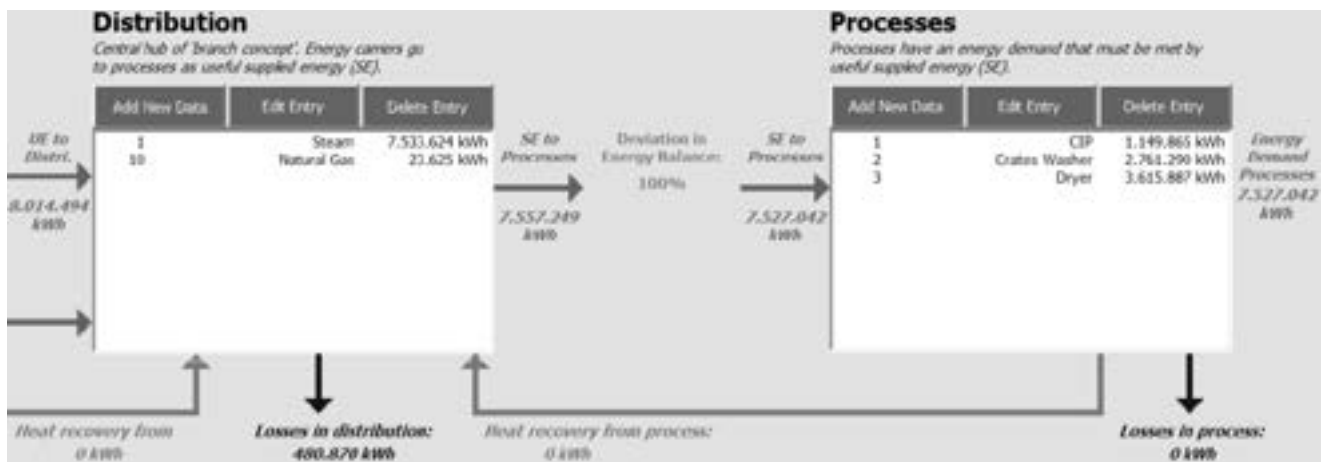 Distribution
Central hub of 'branch concept'. Energy carriers go
to processes as useful supplied energy (SE).
Add New Data Edit Entry Delete Entry
1 Steam 7.533.624 kWh
10 Natural Gas 23.625 kWh
UE to
Distri.
8.014.494
kWh
SE to
Processes
7.557.249
kWh
Deviation in
Energy Balance:
100%
SE to
Processes
7.527.042
kWh
Processes
Processes have an energy demand that must be met by
useful supplied energy (SE).
Add New Data Edit Entry Delete Entry
1 CIP 1.149.865 kWh
2 Crates Washer 2.761.290 kWh
3 Dryer 3.615.887 kWh
Energy
Demand
Processes
7.527.042
kWh
Heat recovery from
0 kWh
Losses in distribution:
480.870 kWh
Heat recovery from process:
0 kWh
Losses in process:
0 kWh